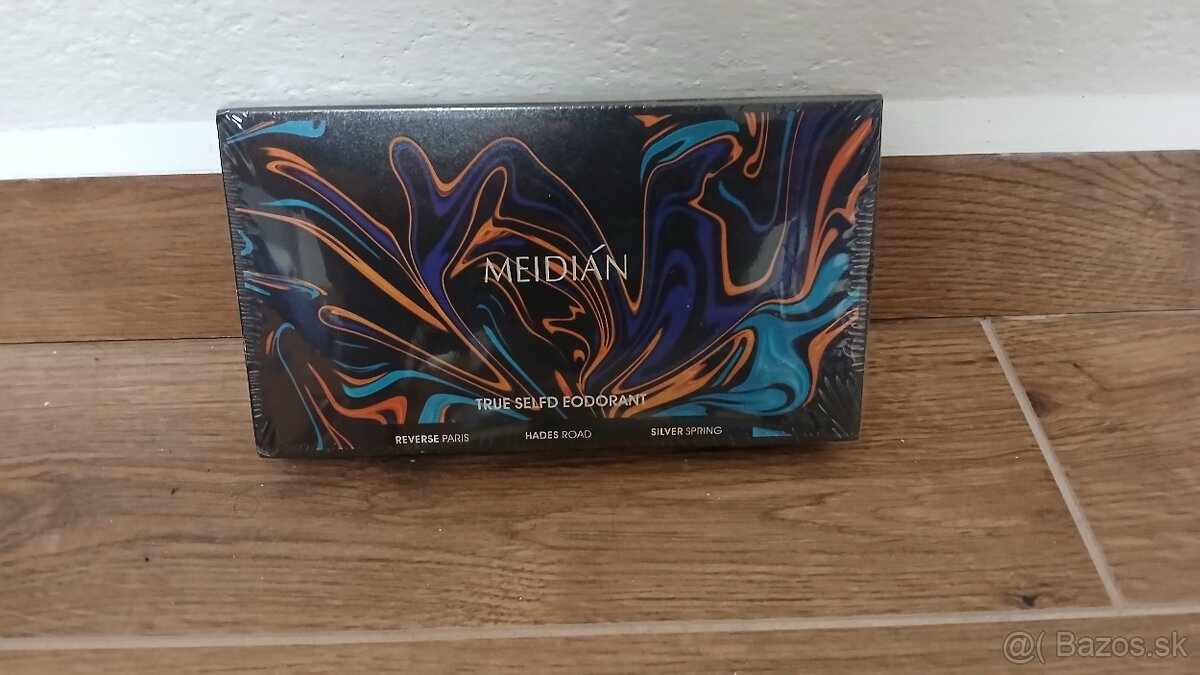 MEIDIÁN
TRUE SELFD EODORANT
REVERSE PARIS HADES ROAD SILVER SPRING
@( Bazos.sk